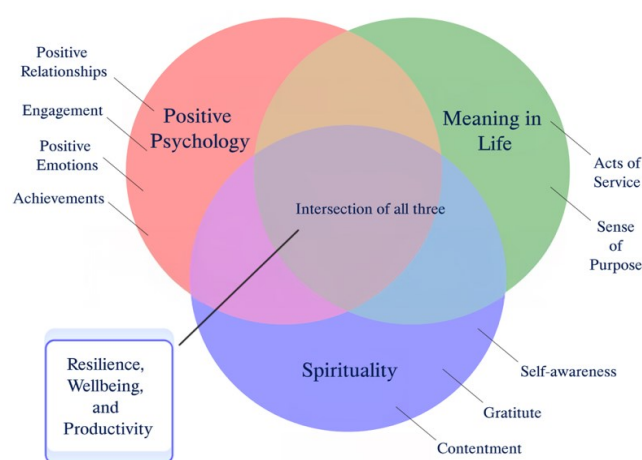 Positive
Relationships
Engagement
Positive
Emotions
Achievements
Positive
Psychology
Meaning in
Life
Acts of
Service
Sense
of
Purpose
Intersection of all three
Resilience,
Wellbeing,
and
Productivity
Spirituality
Self-awareness
Gratitute
Contentment